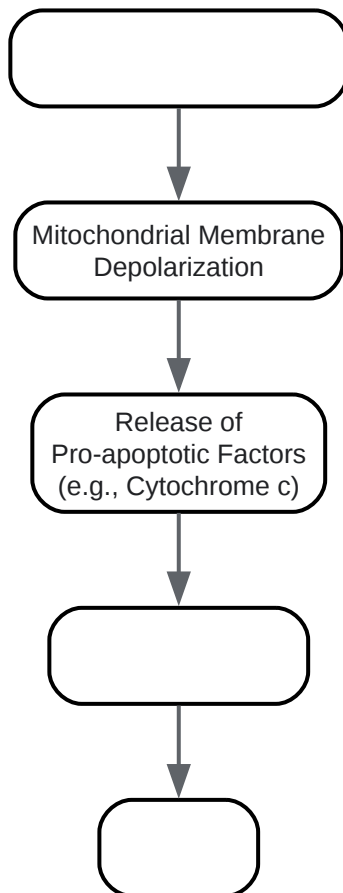 Mitochondrial Membrane
Depolarization
Release of
Pro-apoptotic Factors
(e.g., Cytochrome c)